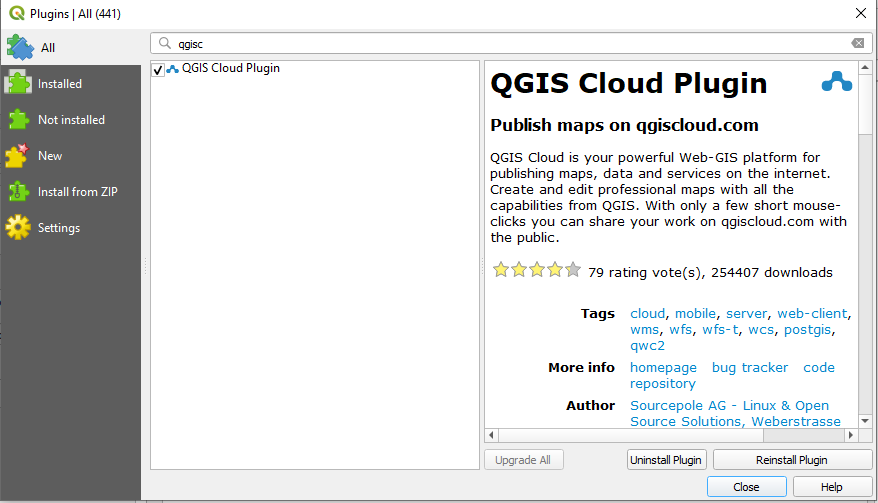 Plugins | All (441)
All
qgisc
Installed
Not installed
New
Install from ZIP
Settings
QGIS Cloud Plugin
QGIS Cloud Plugin
Publish maps on qgiscloud.com
QGIS Cloud is your powerful Web-GIS platform for
publishing maps, data and services on the internet.
Create and edit professional maps with all the
capabilities from QGIS. With only a few short mouse-
clicks you can share your work on qgiscloud.com with
the public.
79 rating vote(s), 254407 downloads
Tags cloud, mobile, server, web-client,
wms, wfs, wfs-t, wcs, postgis,
qwc2
More info homepage bug tracker code
repository
Author Sourcepole AG - Linux & Open
Source Solutions, Weberstrasse
Upgrade All Uninstall Plugin Reinstall Plugin
Close Help